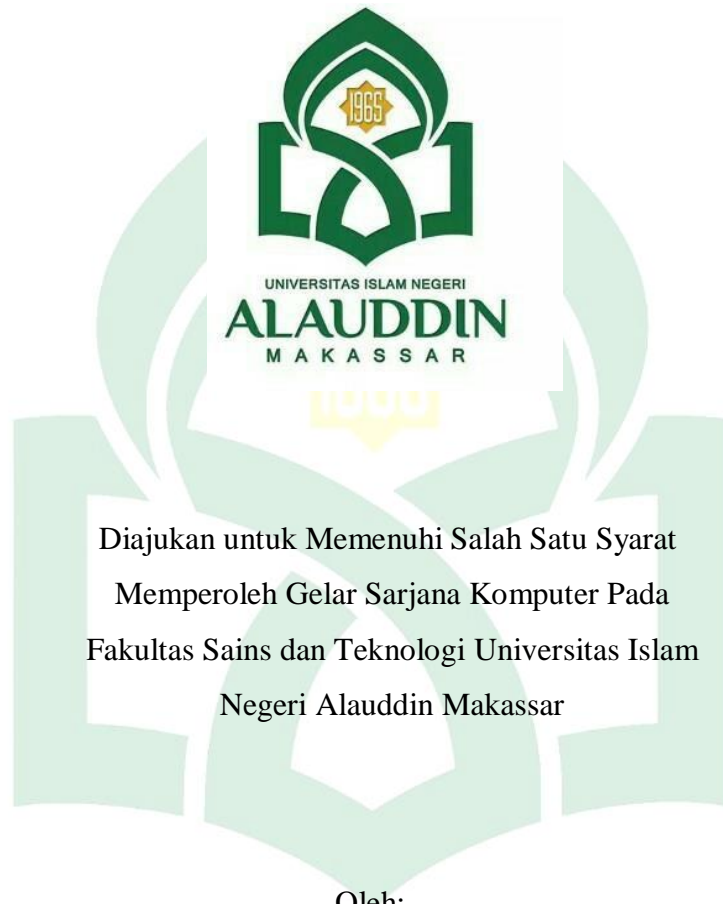 1965
UNIVERSITAS ISLAM NEGERI
ALAUDDIN
MAKASSAR
Diajukan untuk Memenuhi Salah Satu Syarat
Memperoleh Gelar Sarjana Komputer Pada
Fakultas Sains dan Teknologi Universitas Islam
Negeri Alauddin Makassar
Oleh: